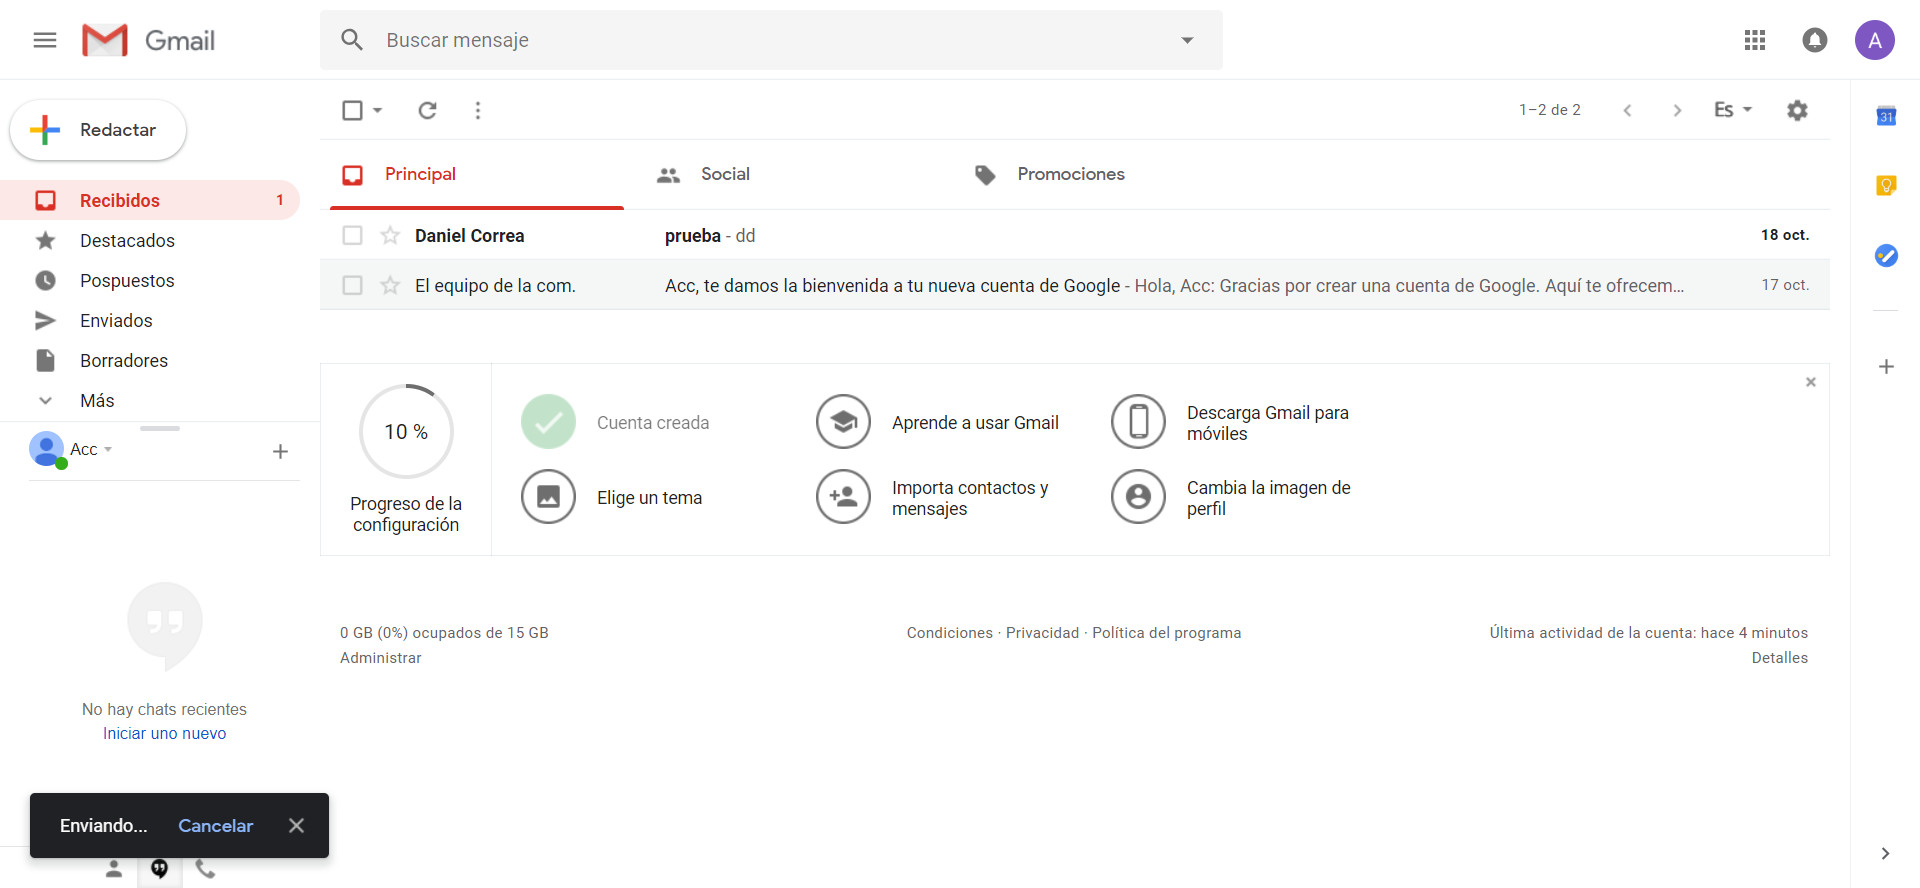 Gmail
Buscar mensaje
A
Redactar
1–2 de 2
Es
31
Principal
Social
Promociones
Recibidos 1
Destacados
Pospuestos
Enviados
Borradores
Más
Daniel Correa prueba - dd 18 oct.
El equipo de la com. Acc, te damos la bienvenida a tu nueva cuenta de Google - Hola, Acc: Gracias por crear una cuenta de Google. Aquí te ofrecem... 17 oct.
Acc
10 %
Progreso de la
configuración
Cuenta creada
Aprende a usar Gmail
Descarga Gmail para
móviles
Elige un tema
Importa contactos y
mensajes
Cambia la imagen de
perfil
0 GB (0%) ocupados de 15 GB
Administrar
Condiciones · Privacidad · Política del programa
Última actividad de la cuenta: hace 4 minutos
Detalles
No hay chats recientes
Iniciar uno nuevo
Enviando... Cancelar